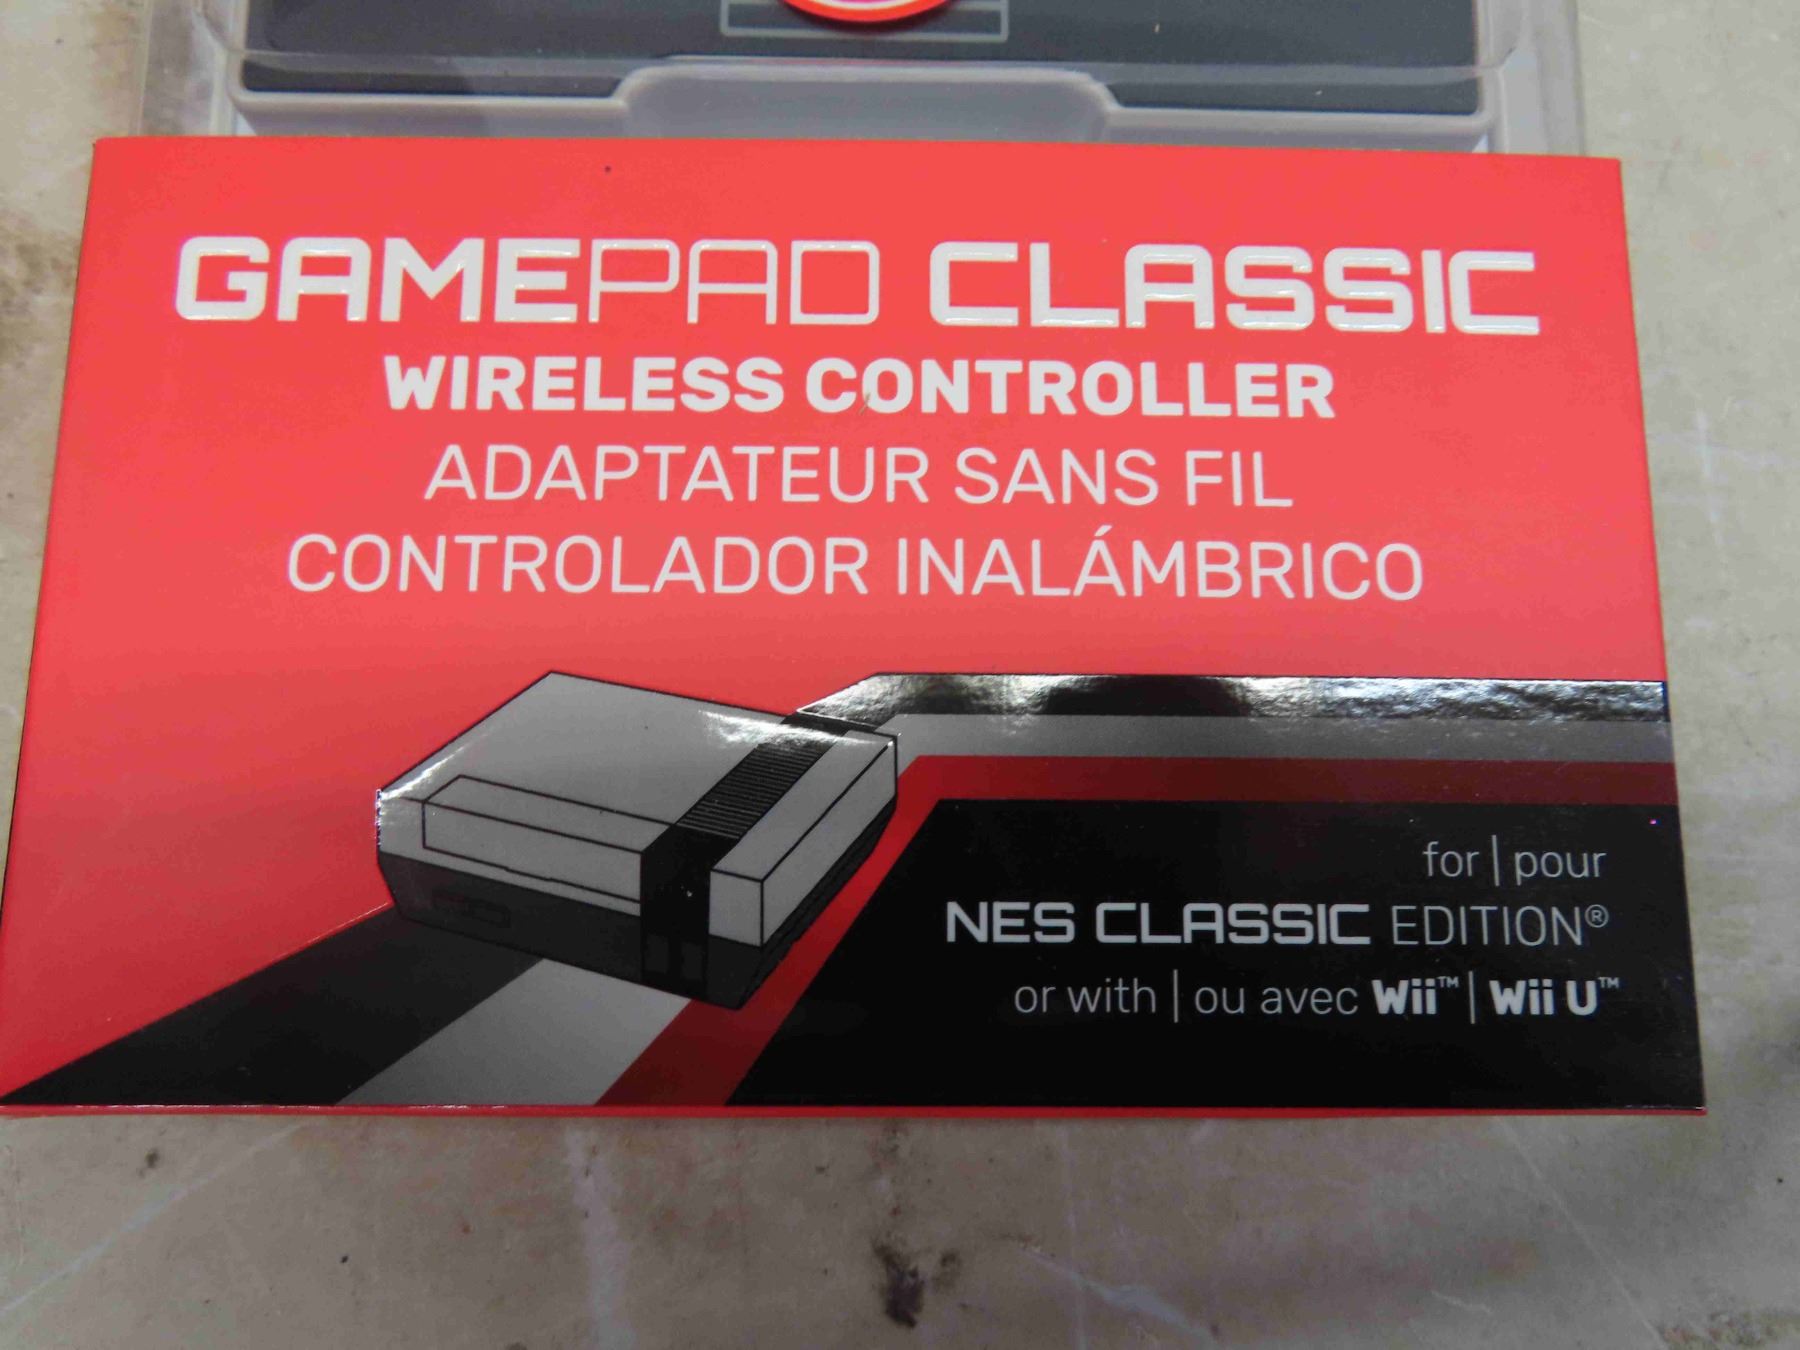 GAMEPAD CLASSIC
WIRELESS CONTROLLER
ADAPTATEUR SANS FIL
CONTROLADOR INALÁMBRICO
for | pour
NES CLASSIC EDITION®
or with | ou avec Wii™ | Wii U™